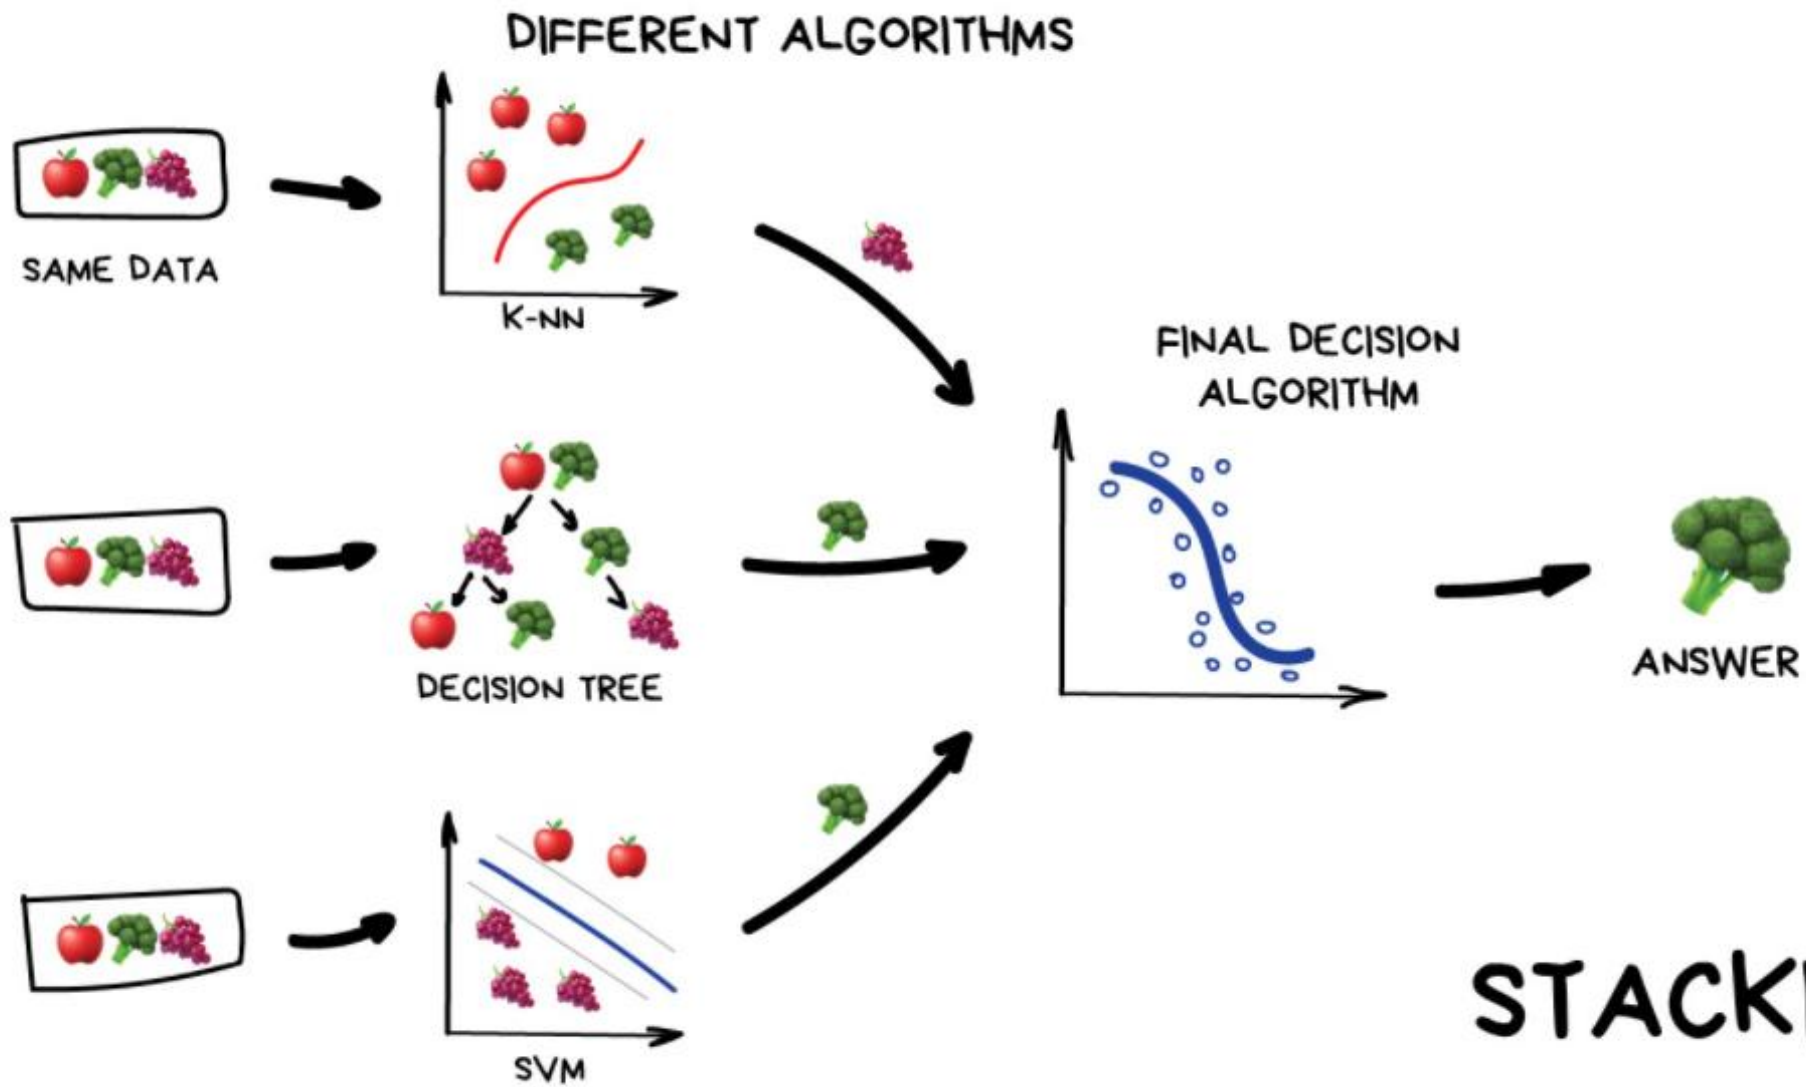 DIFFERENT ALGORITHMS
SAME DATA
K-NN
FINAL DECISION
ALGORITHM
DECISION TREE
ANSWER
SVM